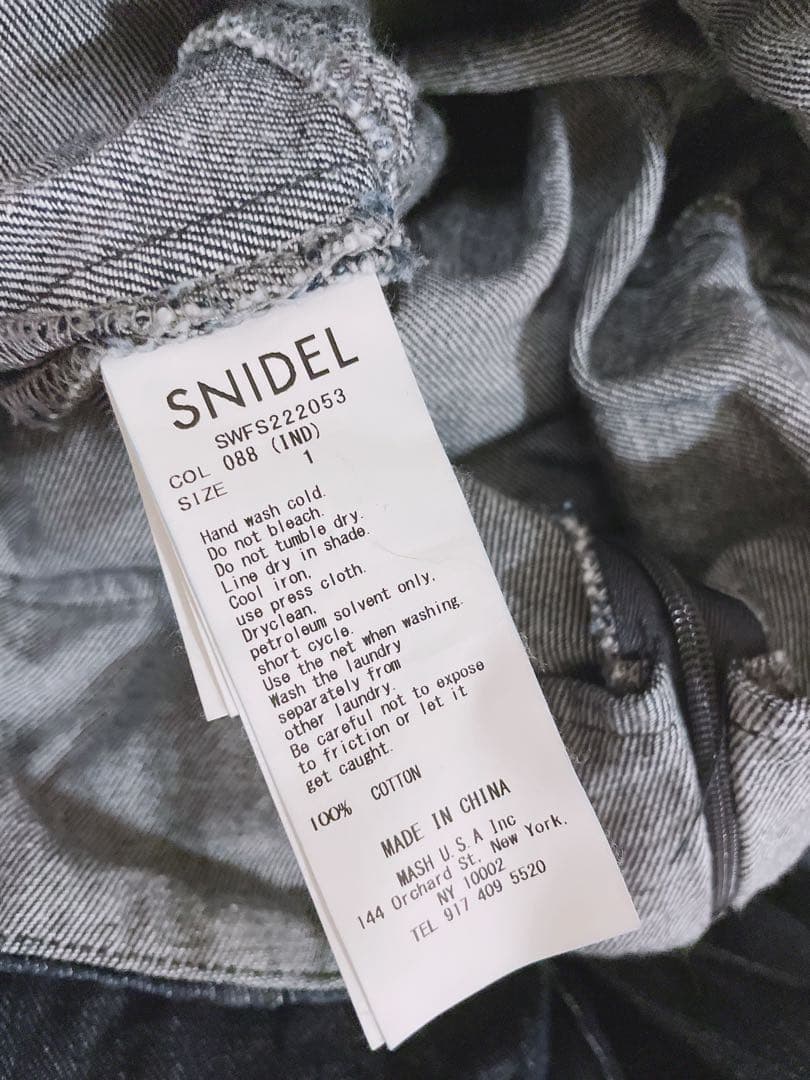 SNIDEL
SWFS222053
COL 088 (IND)
SIZE 1
Hand wash cold.
Do not bleach.
Do not tumble dry.
Line dry in shade.
Cool iron,
use press cloth.
Dryclean.
petroleum solvent only,
short cycle.
Use the net when washing.
Wash the laundry
separately from
other laundry.
Be careful not to expose
to friction or let it
get caught.
100% COTTON
MADE IN CHINA
MASH U.S.A Inc
144 Orchard St. New York,
NY 10002
TEL 917 409 5520